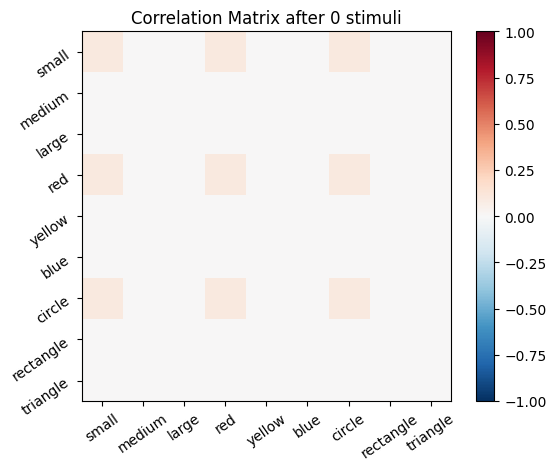 Correlation Matrix after 0 stimuli
small
medium
large
red
yellow
blue
circle
rectangle
triangle
small
medium
large
red
yellow
blue
circle
rectangle
triangle
1.00
0.75
0.50
0.25
0.00
−0.25
−0.50
−0.75
−1.00